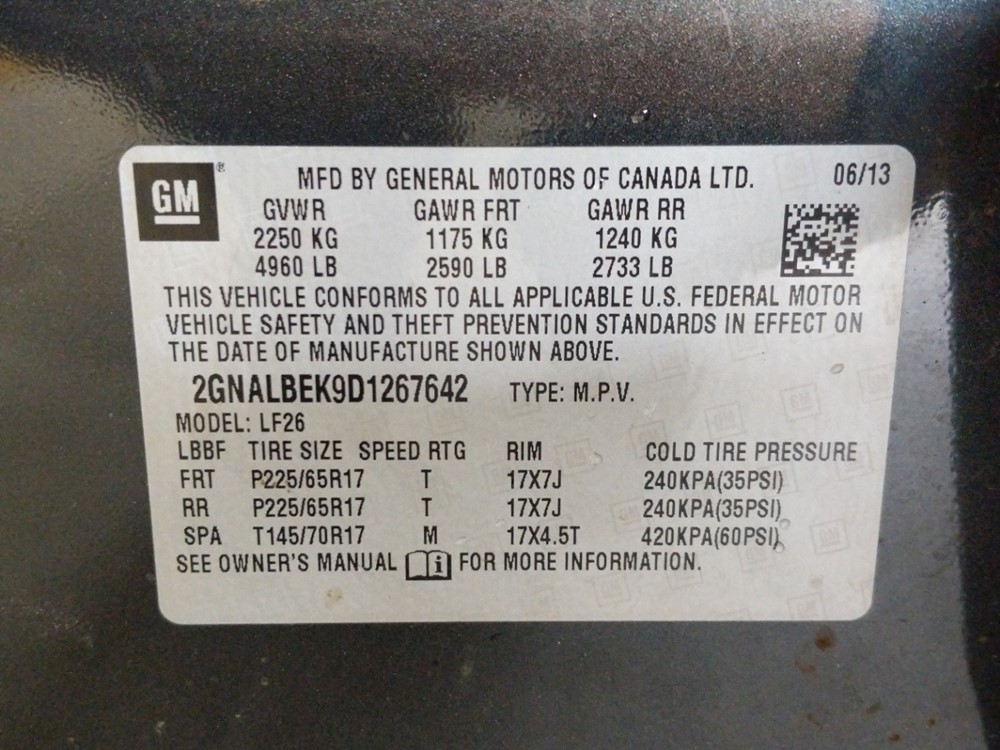 GM ® MFD BY GENERAL MOTORS OF CANADA LTD. 06/13
GVWR GAWR FRT GAWR RR
2250 KG 1175 KG 1240 KG
4960 LB 2590 LB 2733 LB
THIS VEHICLE CONFORMS TO ALL APPLICABLE U.S. FEDERAL MOTOR
VEHICLE SAFETY AND THEFT PREVENTION STANDARDS IN EFFECT ON
THE DATE OF MANUFACTURE SHOWN ABOVE.
2GNALBEK9D1267642 TYPE: M.P.V.
MODEL: LF26
LBBF TIRE SIZE SPEED RTG RIM COLD TIRE PRESSURE
FRT P225/65R17 T 17X7J 240KPA(35PSI)
RR P225/65R17 T 17X7J 240KPA(35PSI)
SPA T145/70R17 M 17X4.5T 420KPA(60PSI)
SEE OWNER'S MANUAL i FOR MORE INFORMATION.